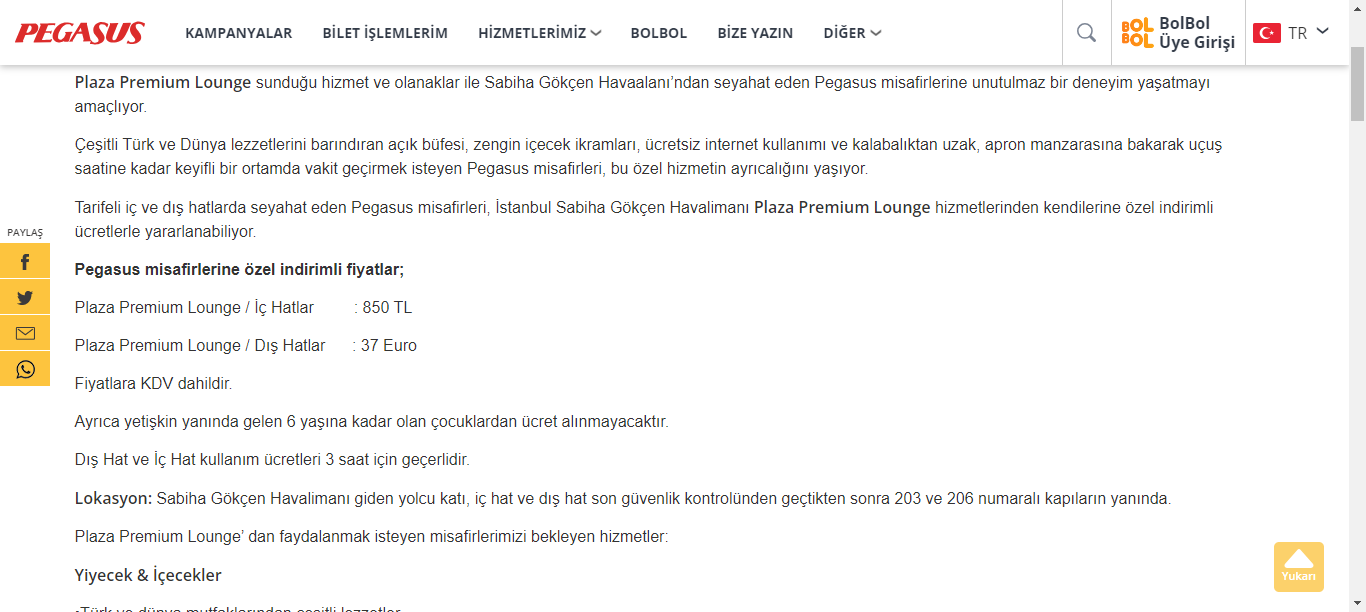 PEGASUS
KAMPANYALAR
BİLET İŞLEMLERİM
HİZMETLERİMİZ
BOLBOL
BİZE YAZIN
DİĞER
BOL
BOL
BolBol
Üye Girişi
TR
Plaza Premium Lounge sunduğu hizmet ve olanaklar ile Sabiha Gökçen Havaalanı’ndan seyahat eden Pegasus misafirlerine unutulmaz bir deneyim yaşatmayı
amaçlıyor.
Çeşitli Türk ve Dünya lezzetlerini barındıran açık büfesi, zengin içecek ikramları, ücretsiz internet kullanımı ve kalabalıktan uzak, apron manzarasına bakarak uçuş
saatine kadar keyifli bir ortamda vakit geçirmek isteyen Pegasus misafirleri, bu özel hizmetin ayrıcalığını yaşıyor.
Tarifeli iç ve dış hatlarda seyahat eden Pegasus misafirleri, İstanbul Sabiha Gökçen Havalimanı Plaza Premium Lounge hizmetlerinden kendilerine özel indirimli
ücretlerle yararlanabiliyor.
PAYLAŞ
Pegasus misafirlerine özel indirimli fiyatlar;
Plaza Premium Lounge / İç Hatlar : 850 TL
Plaza Premium Lounge / Dış Hatlar : 37 Euro
Fiyatlara KDV dahildir.
Ayrıca yetişkin yanında gelen 6 yaşına kadar olan çocuklardan ücret alınmayacaktır.
Dış Hat ve İç Hat kullanım ücretleri 3 saat için geçerlidir.
Lokasyon: Sabiha Gökçen Havalimanı giden yolcu katı, iç hat ve dış hat son güvenlik kontrolünden geçtikten sonra 203 ve 206 numaralı kapıların yanında.
Plaza Premium Lounge’ dan faydalanmak isteyen misafirlerimizi bekleyen hizmetler:
Yukarı
Yiyecek & İçecekler
•Türk ve dünya mutfaklarından çeşitli lezzetler